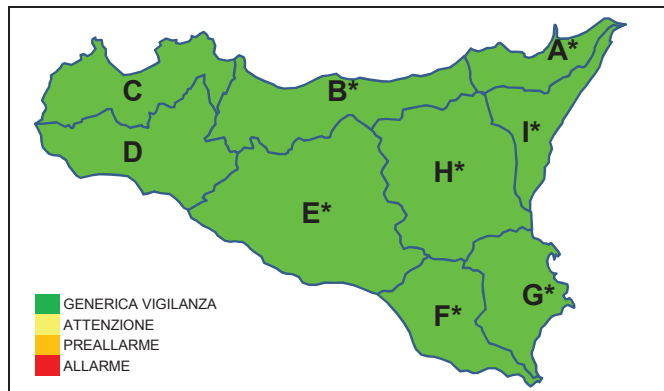 A*
C
B*
I*
D
H*
E*
G*
F*
GENERICA VIGILANZA
ATTENZIONE
PREALLARME
ALLARME